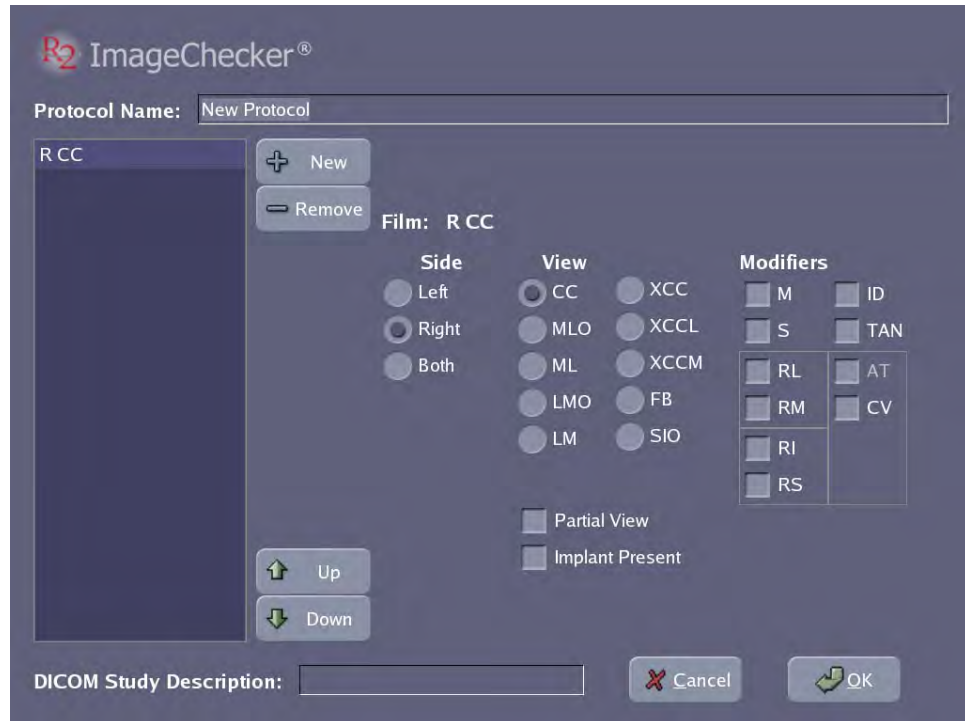 R2 ImageChecker®
Protocol Name: New Protocol
R CC
New
Remove
Film: R CC
Side
Left
Right
Both
View
CC
MLO
ML
LMO
LM
XCC
XCCL
XCCM
FB
SIO
Partial View
Implant Present
Modifiers
M
ID
S
TAN
RL
AT
RM
CV
RI
RS
Up
Down
DICOM Study Description:
Cancel
OK